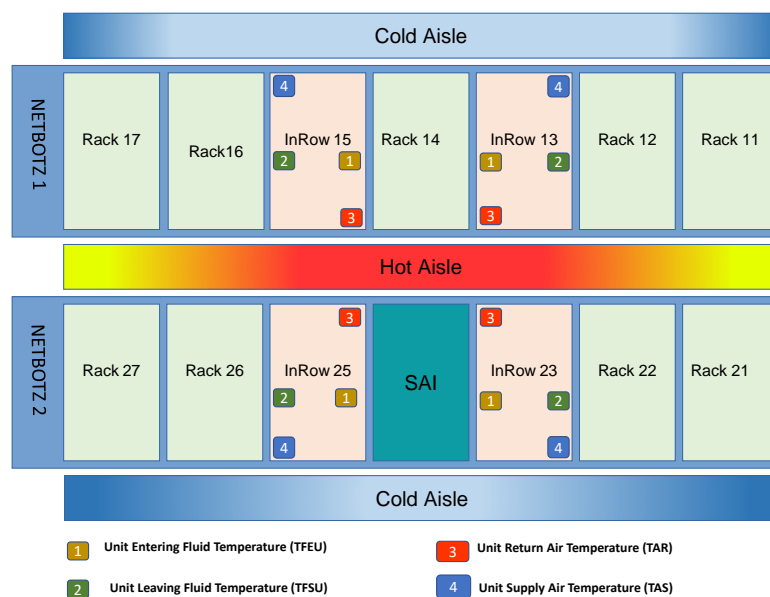 Cold Aisle
NETBOTZ 1
Rack 17
Rack16
4
InRow 15
2 1
3
Rack 14
4
InRow 13
1 2
3
Rack 12
Rack 11
Hot Aisle
NETBOTZ 2
Rack 27
Rack 26
3
InRow 25
2 1
4
SAI
3
InRow 23
1 2
4
Rack 22
Rack 21
Cold Aisle
1 Unit Entering Fluid Temperature (TFEU)
3 Unit Return Air Temperature (TAR)
2 Unit Leaving Fluid Temperature (TFSU)
4 Unit Supply Air Temperature (TAS)